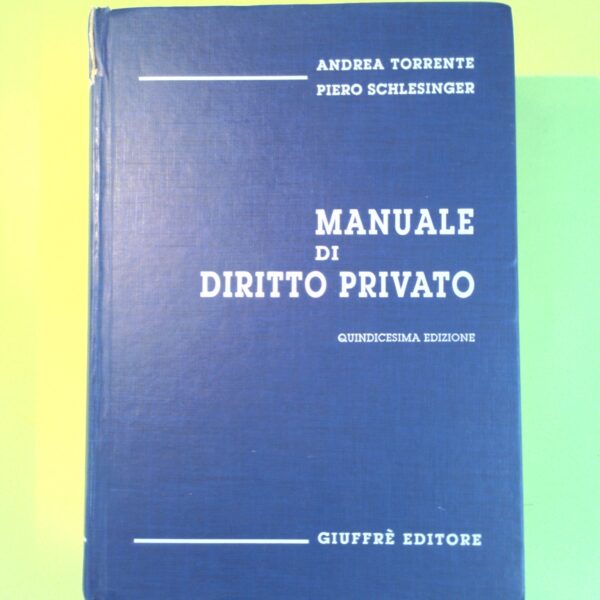 ANDREA TORRENTE
PIERO SCHLESINGER
MANUALE
DI
DIRITTO PRIVATO
QUINDICESIMA EDIZIONE
GIUFFRÈ EDITORE